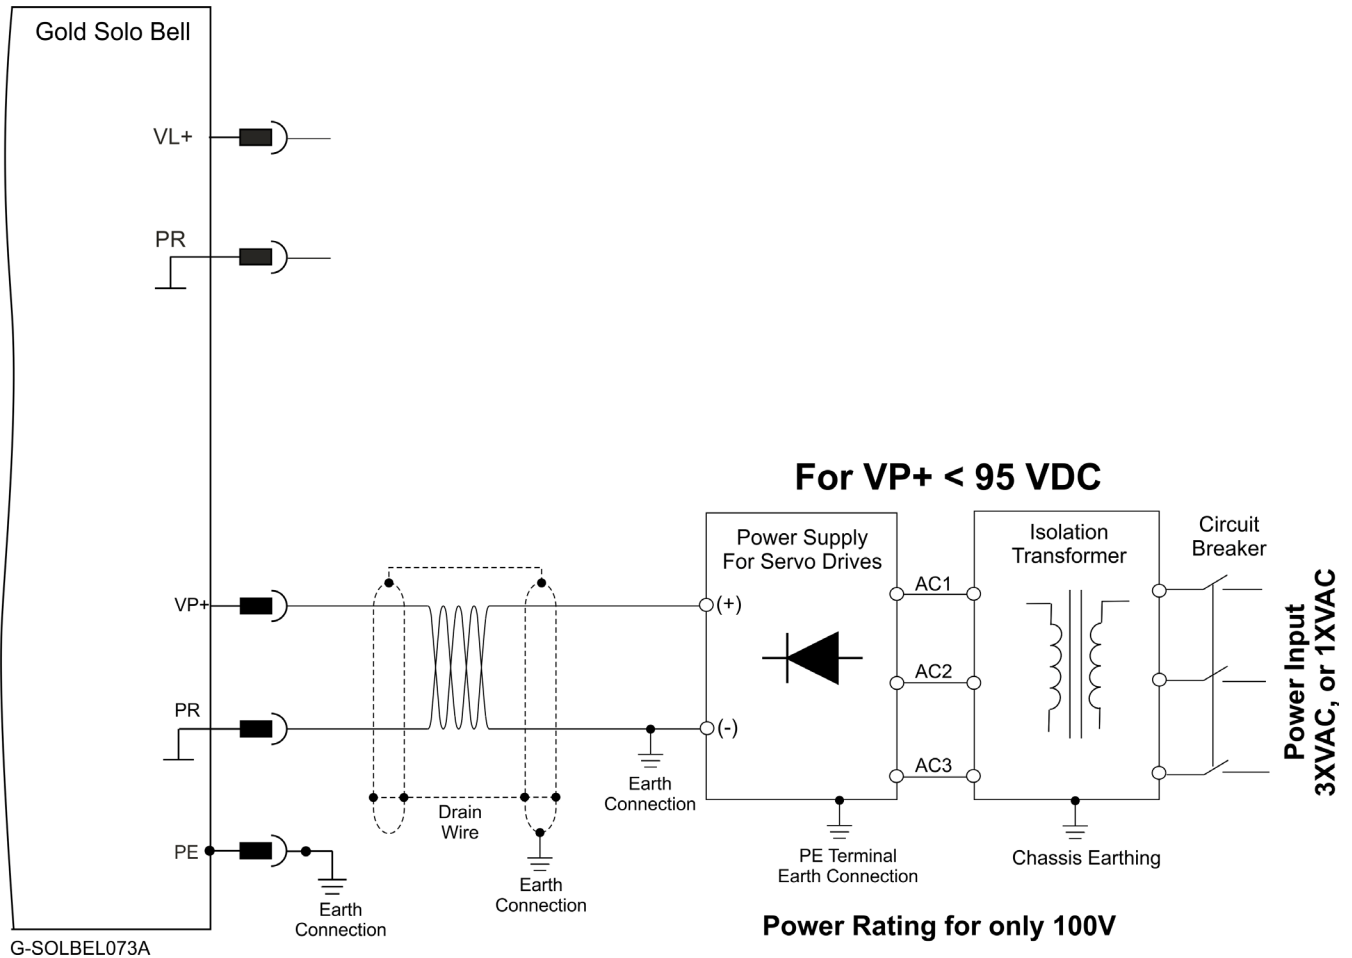 Gold Solo Bell
VL+
PR
For VP+ < 95 VDC
Power Supply
For Servo Drives
Isolation
Transformer
Circuit
Breaker
AC1
VP+
(+)
AC2
PR
(-)
AC3
Power Input
3XVAC, or 1XVAC
Earth
Connection
Drain
Wire
PE
PE Terminal
Earth Connection
Chassis Earthing
Earth
Connection
Earth
Connection
Power Rating for only 100V
G-SOLBEL073A